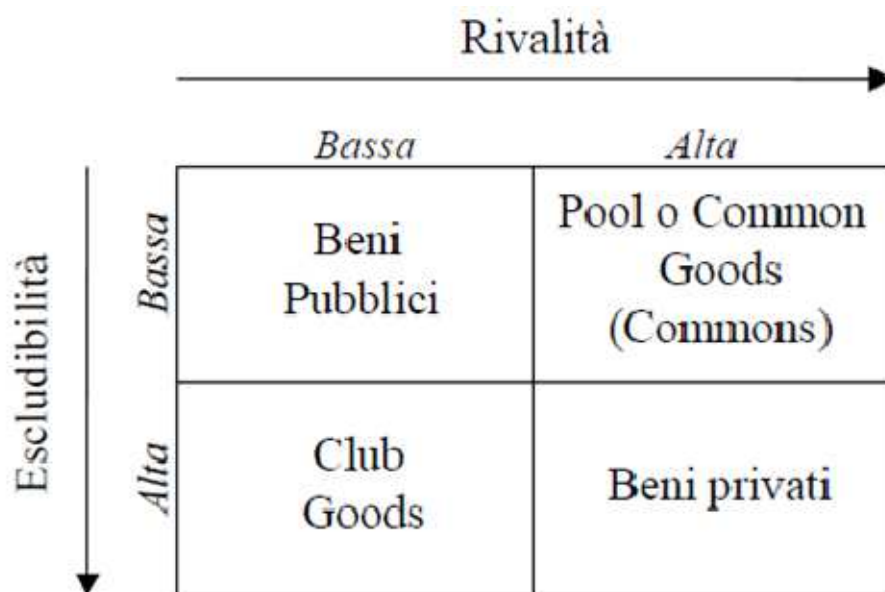 Rivalità
Bassa
Alta
Escludibilità
Bassa
Beni
Pubblici
Pool o Common
Goods
(Commons)
Alta
Club
Goods
Beni privati